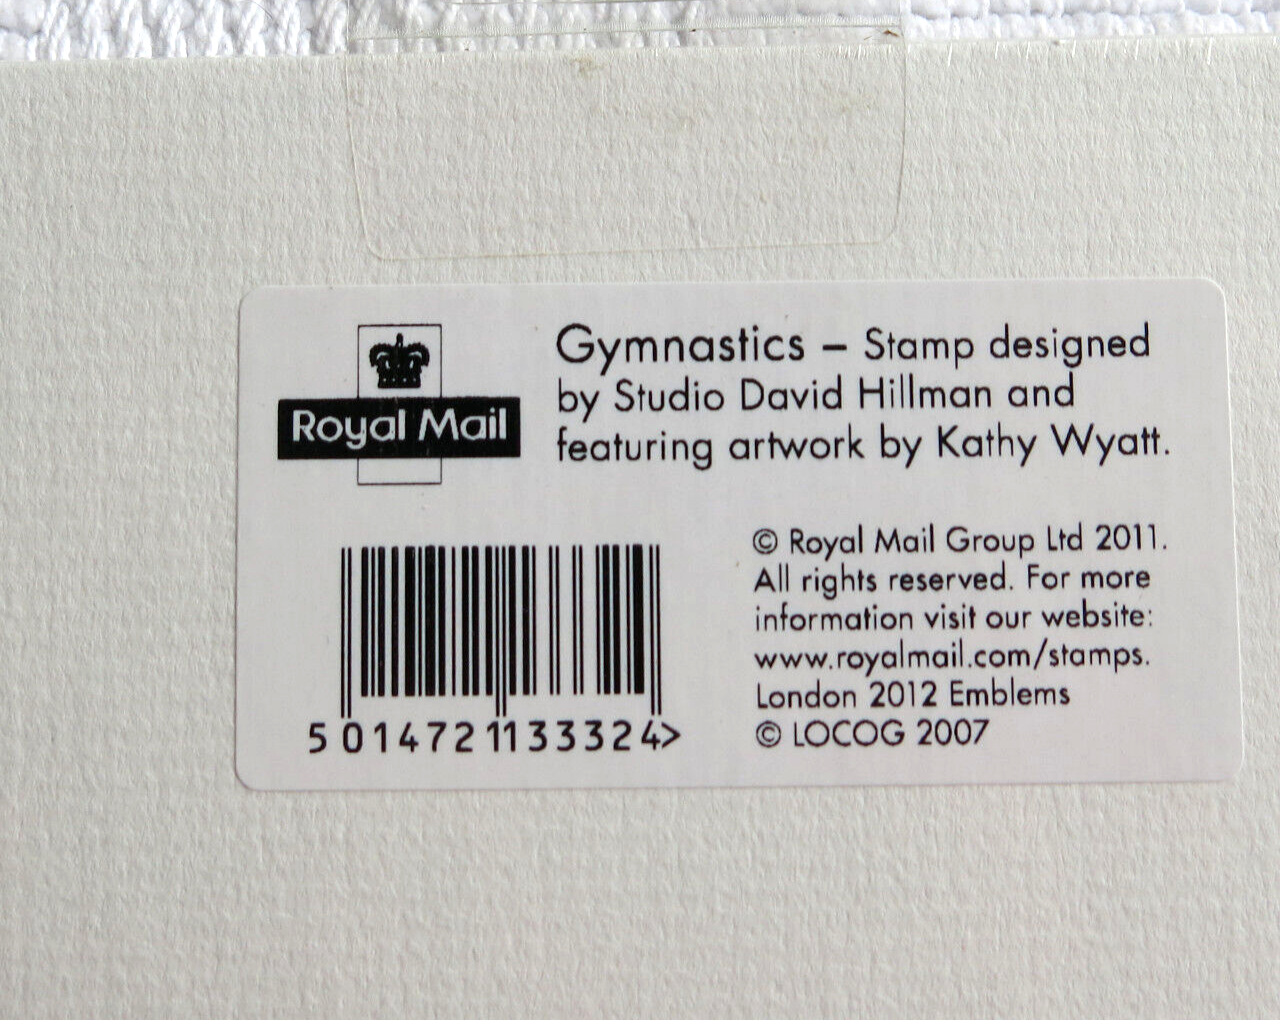 Royal Mail
Gymnastics – Stamp designed
by Studio David Hillman and
featuring artwork by Kathy Wyatt.
5 014721 133324>
© Royal Mail Group Ltd 2011.
All rights reserved. For more
information visit our website:
www.royalmail.com/stamps.
London 2012 Emblems
© LOCOG 2007